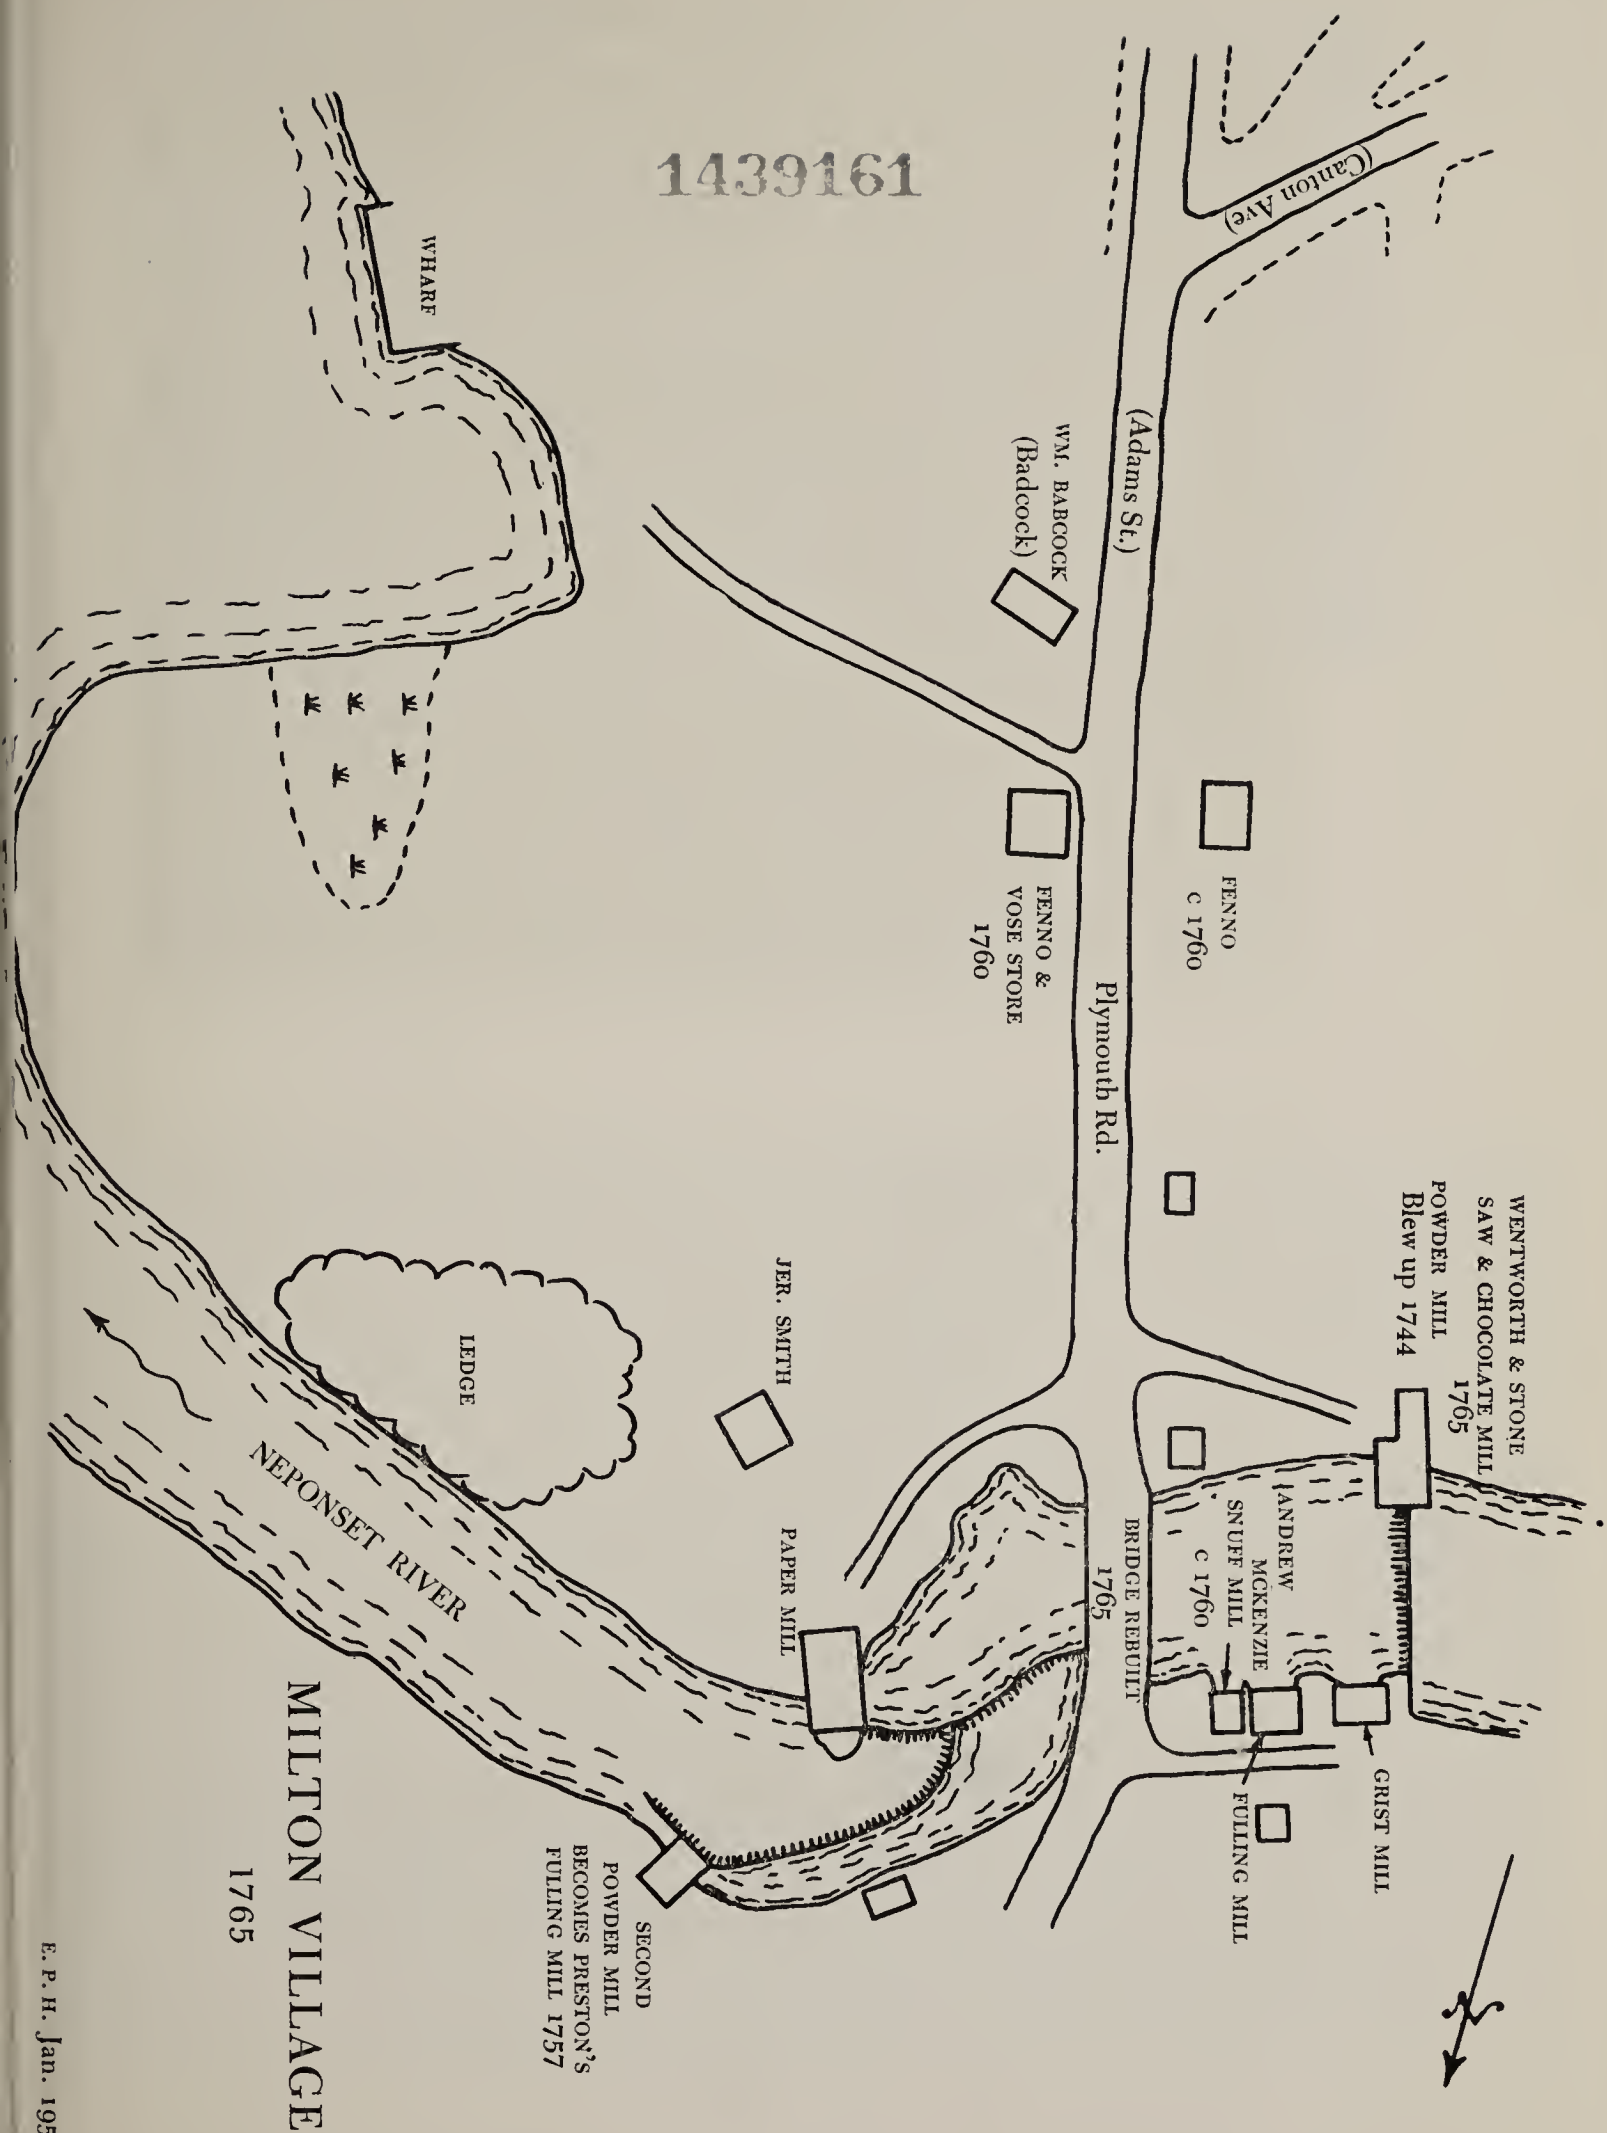 1439161
(Canton Ave)
WHARF
(Adams St.)
WM. BABCOCK
(Badcock)
FENNO
c 1760
FENNO &
VOSE STORE
1760
Plymouth Rd.
WENTWORTH & STONE
SAW & CHOCOLATE MILL
1765
POWDER MILL
Blew up 1744
JER. SMITH
LEDGE
ANDREW
MCKENZIE
SNUFF MILL
c 1760
BRIDGE REBUILT
1765
PAPER MILL
NEPONSET RIVER
GRIST MILL
FULLING MILL
SECOND
POWDER MILL
BECOMES PRESTON'S
FULLING MILL 1757
N
MILTON VILLAGE
1765
E. P. H. Jan. 195